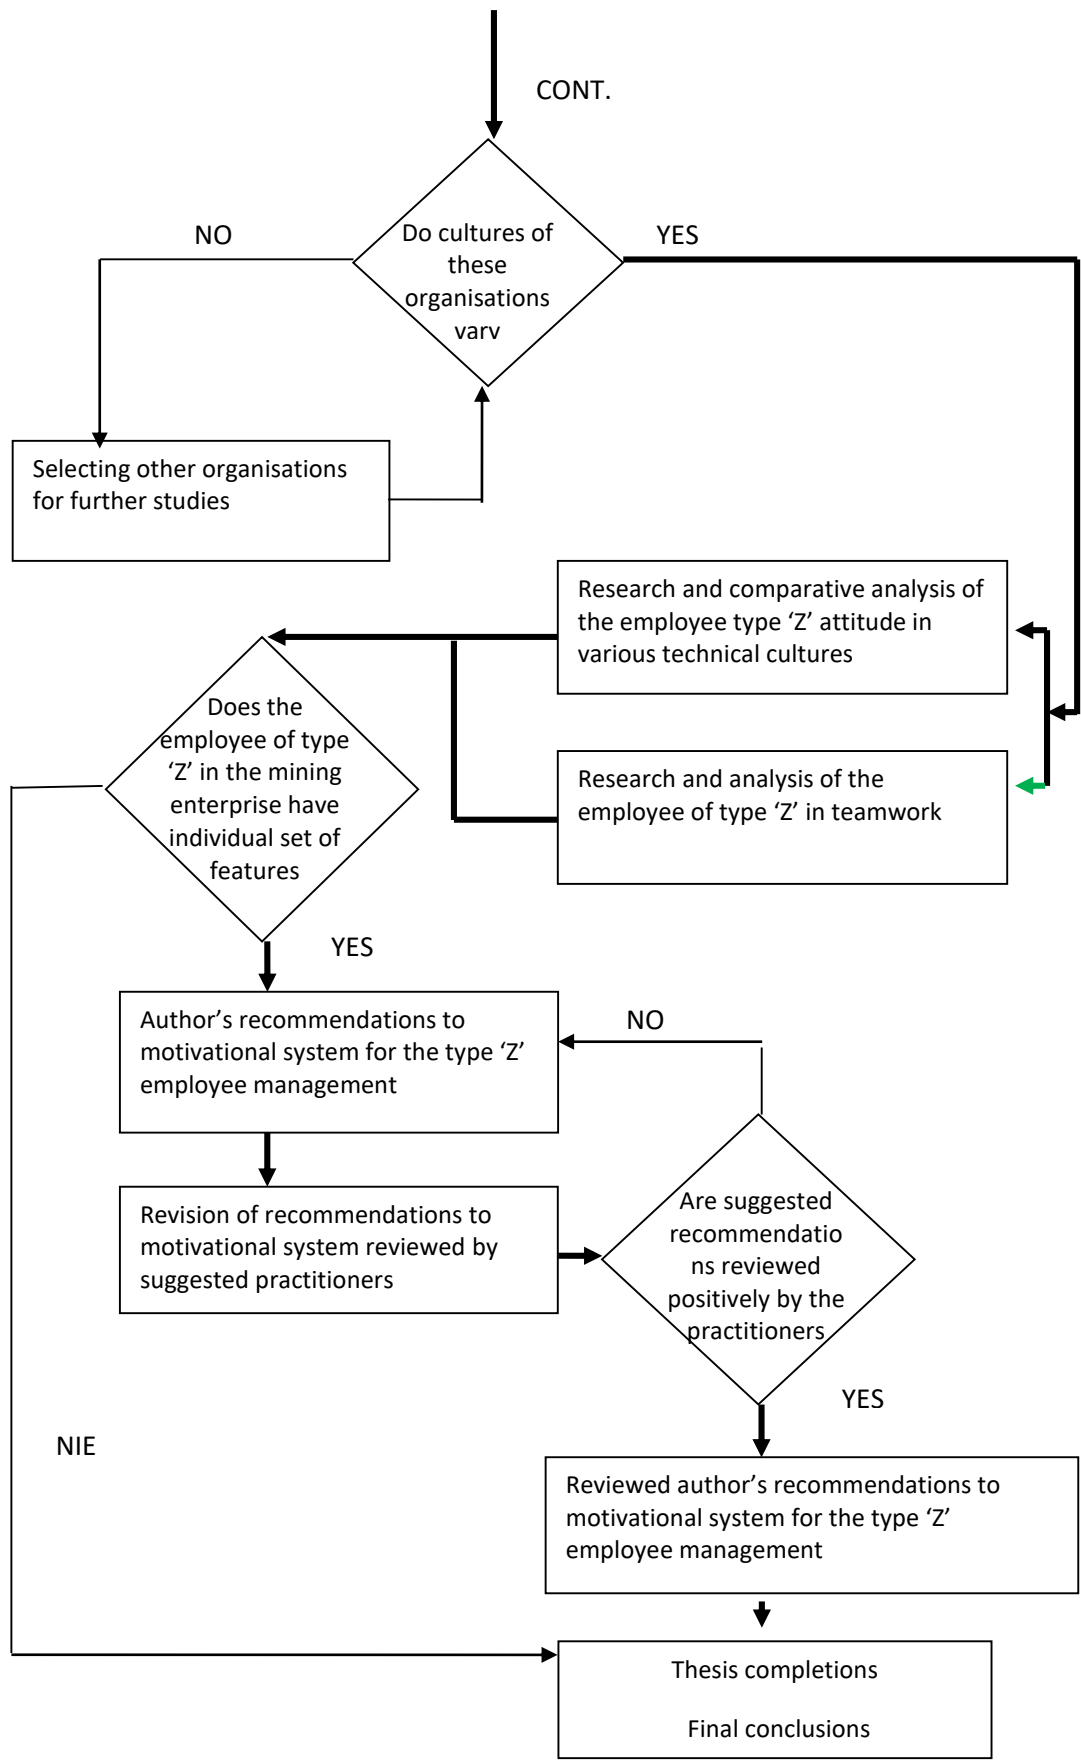 CONT.
NO
YES
Do cultures of
these
organisations
varv
Selecting other organisations
for further studies
Research and comparative analysis of
the employee type ‘Z’ attitude in
various technical cultures
Does the
employee of type
‘Z’ in the mining
enterprise have
individual set of
features
Research and analysis of the
employee of type ‘Z’ in teamwork
YES
Author’s recommendations to
motivational system for the type ‘Z’
employee management
NO
Revision of recommendations to
motivational system reviewed by
suggested practitioners
Are suggested
recommendatio
ns reviewed
positively by the
practitioners
YES
NIE
Reviewed author’s recommendations to
motivational system for the type ‘Z’
employee management
Thesis completions
Final conclusions